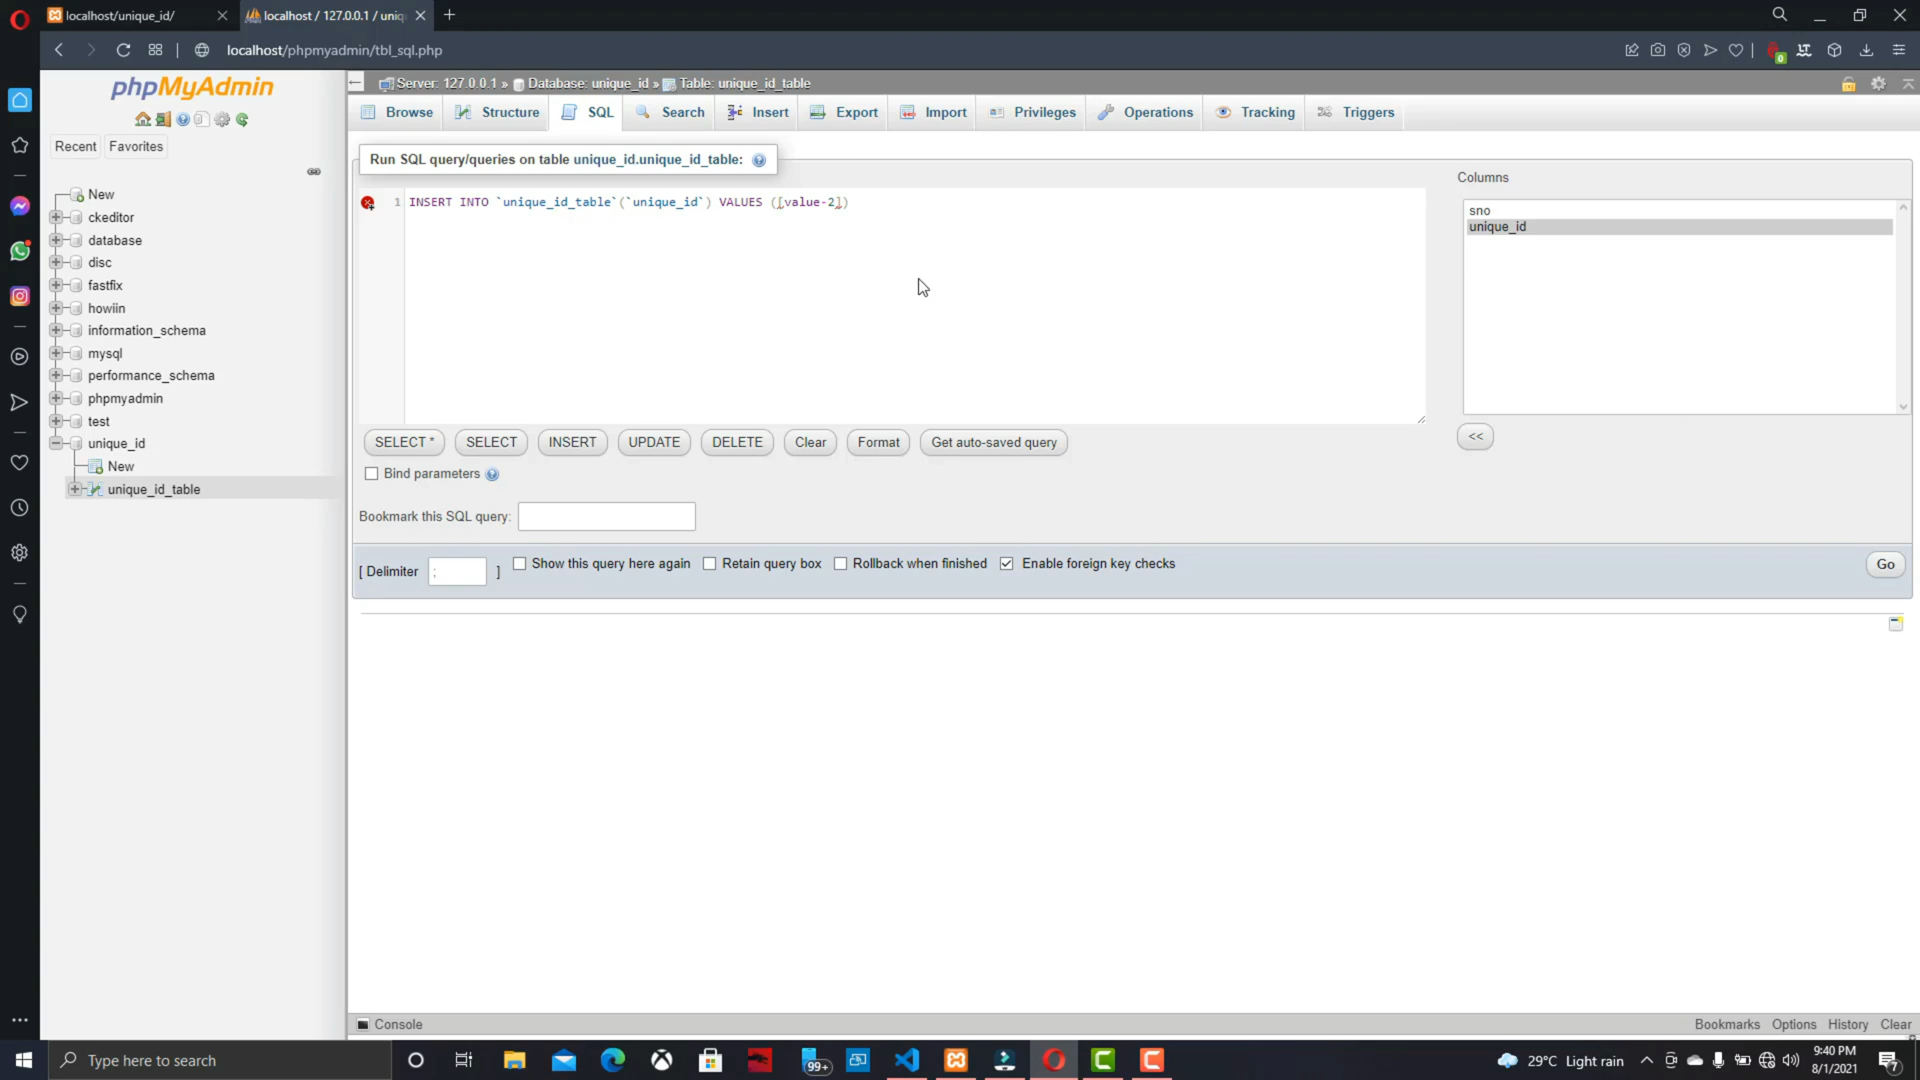 localhost/unique_id/
localhost / 127.0.0.1 / uniq
localhost/phpmyadmin/tbl_sql.php
0
phpMyAdmin
Recent
Favorites
New
ckeditor
database
disc
fastfix
howiin
information_schema
mysql
performance_schema
phpmyadmin
test
unique_id
New
unique_id_table
Server: 127.0.0.1 » Database: unique_id » Table: unique_id_table
Browse
Structure
SQL
Search
Insert
Export
Import
Privileges
Operations
Tracking
Triggers
Run SQL query/queries on table unique_id.unique_id_table:
1 INSERT INTO `unique_id_table`(`unique_id`) VALUES ([value-2])
Columns
sno
unique_id
<<
SELECT *
SELECT
INSERT
UPDATE
DELETE
Clear
Format
Get auto-saved query
Bind parameters
Bookmark this SQL query:
[ Delimiter ; ]
Show this query here again
Retain query box
Rollback when finished
Enable foreign key checks
Go
Console
Bookmarks
Options
History
Clear
Type here to search
99+
29°C Light rain
9:40 PM
8/1/2021
7